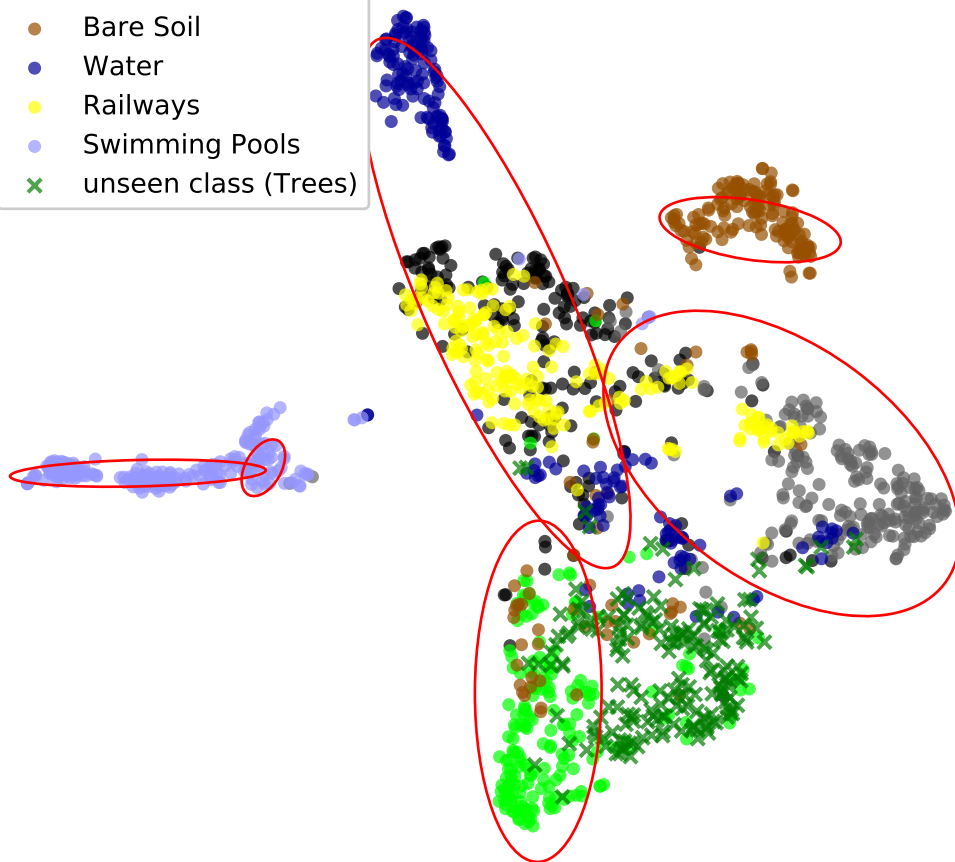 Bare Soil
Water
Railways
Swimming Pools
unseen class (Trees)